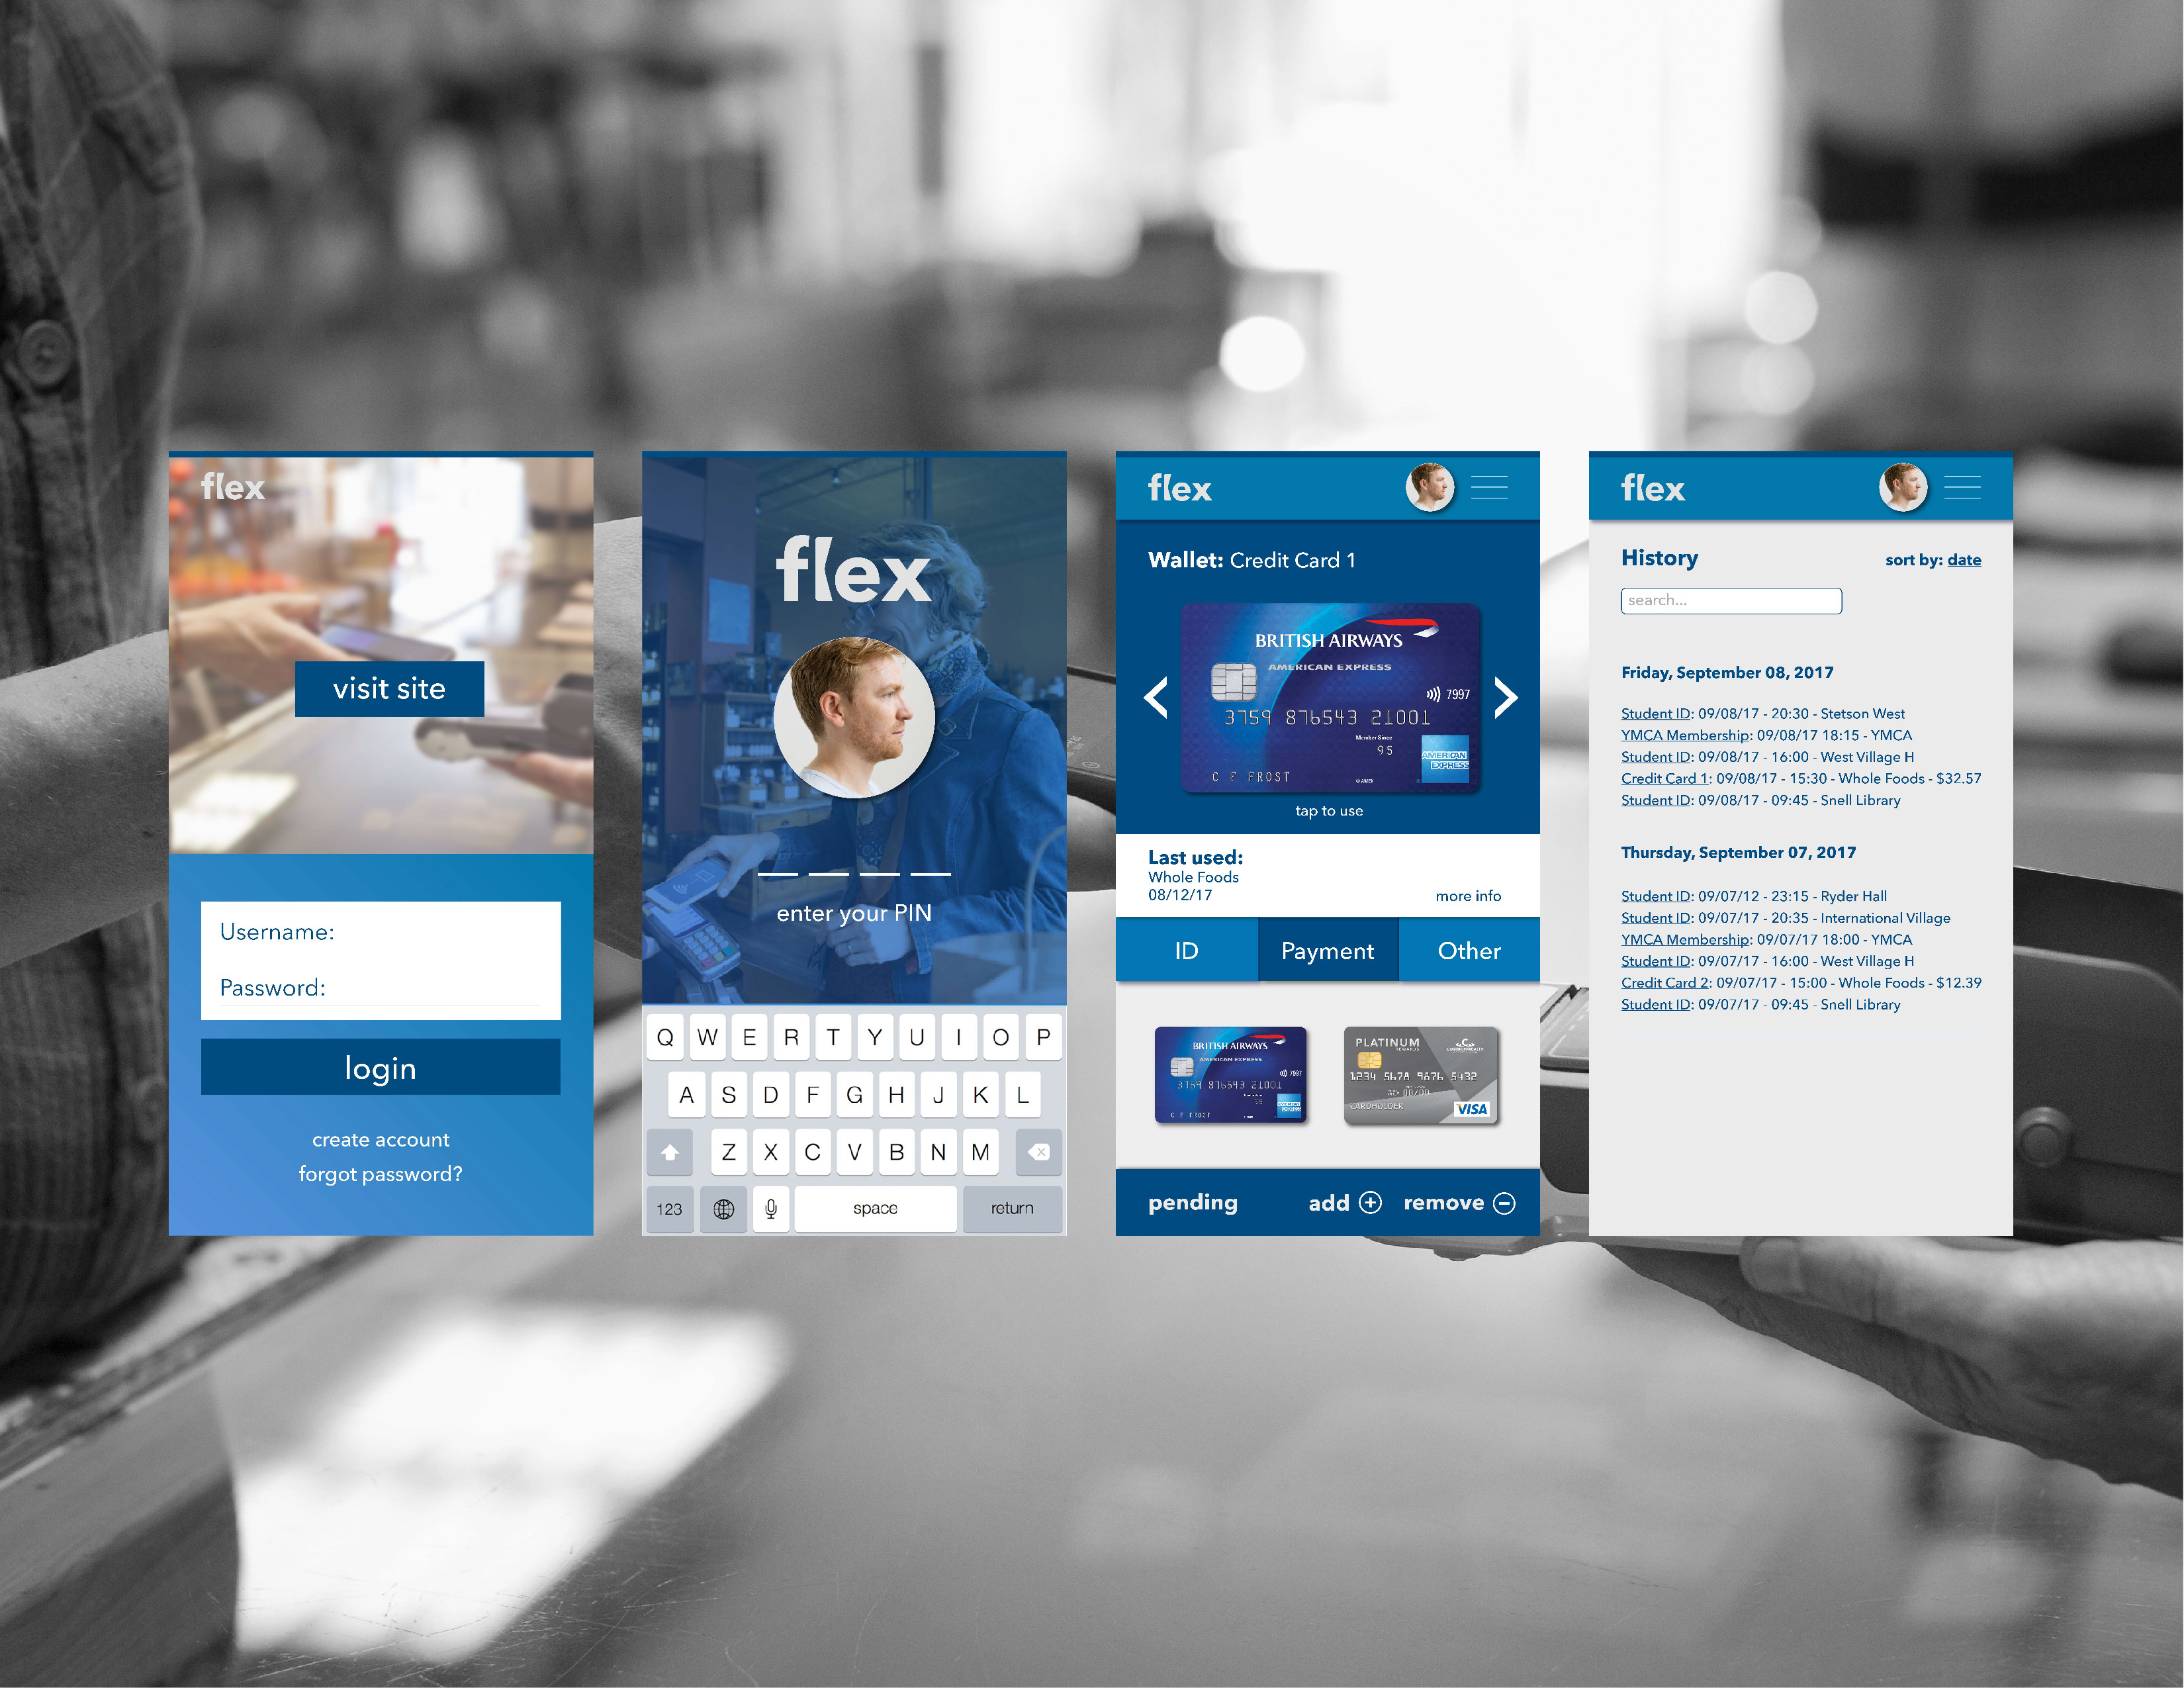 flex
visit site
Username:
Password:
login
create account
forgot password?
flex
enter your PIN
Q W E R T Y U I O P
A S D F G H J K L
Z X C V B N M
123 space return
flex
Wallet: Credit Card 1
BRITISH AIRWAYS
AMERICAN EXPRESS
7997
3759 876543 21001
Member Since
95
AMERICAN EXPRESS
C F FROST
tap to use
Last used:
Whole Foods
08/12/17
more info
ID Payment Other
BRITISH AIRWAYS
AMERICAN EXPRESS
7997
3759 876543 21001
C F FROST
PLATINUM
1234 5678 9876 5432
00/00
CARDHOLDER
VISA
pending add + remove −
flex
History sort by: date
search...
Friday, September 08, 2017
Student ID: 09/08/17 - 20:30 - Stetson West
YMCA Membership: 09/08/17 18:15 - YMCA
Student ID: 09/08/17 - 16:00 - West Village H
Credit Card 1: 09/08/17 - 15:30 - Whole Foods - $32.57
Student ID: 09/08/17 - 09:45 - Snell Library
Thursday, September 07, 2017
Student ID: 09/07/12 - 23:15 - Ryder Hall
Student ID: 09/07/17 - 20:35 - International Village
YMCA Membership: 09/07/17 18:00 - YMCA
Student ID: 09/07/17 - 16:00 - West Village H
Credit Card 2: 09/07/17 - 15:00 - Whole Foods - $12.39
Student ID: 09/07/17 - 09:45 - Snell Library